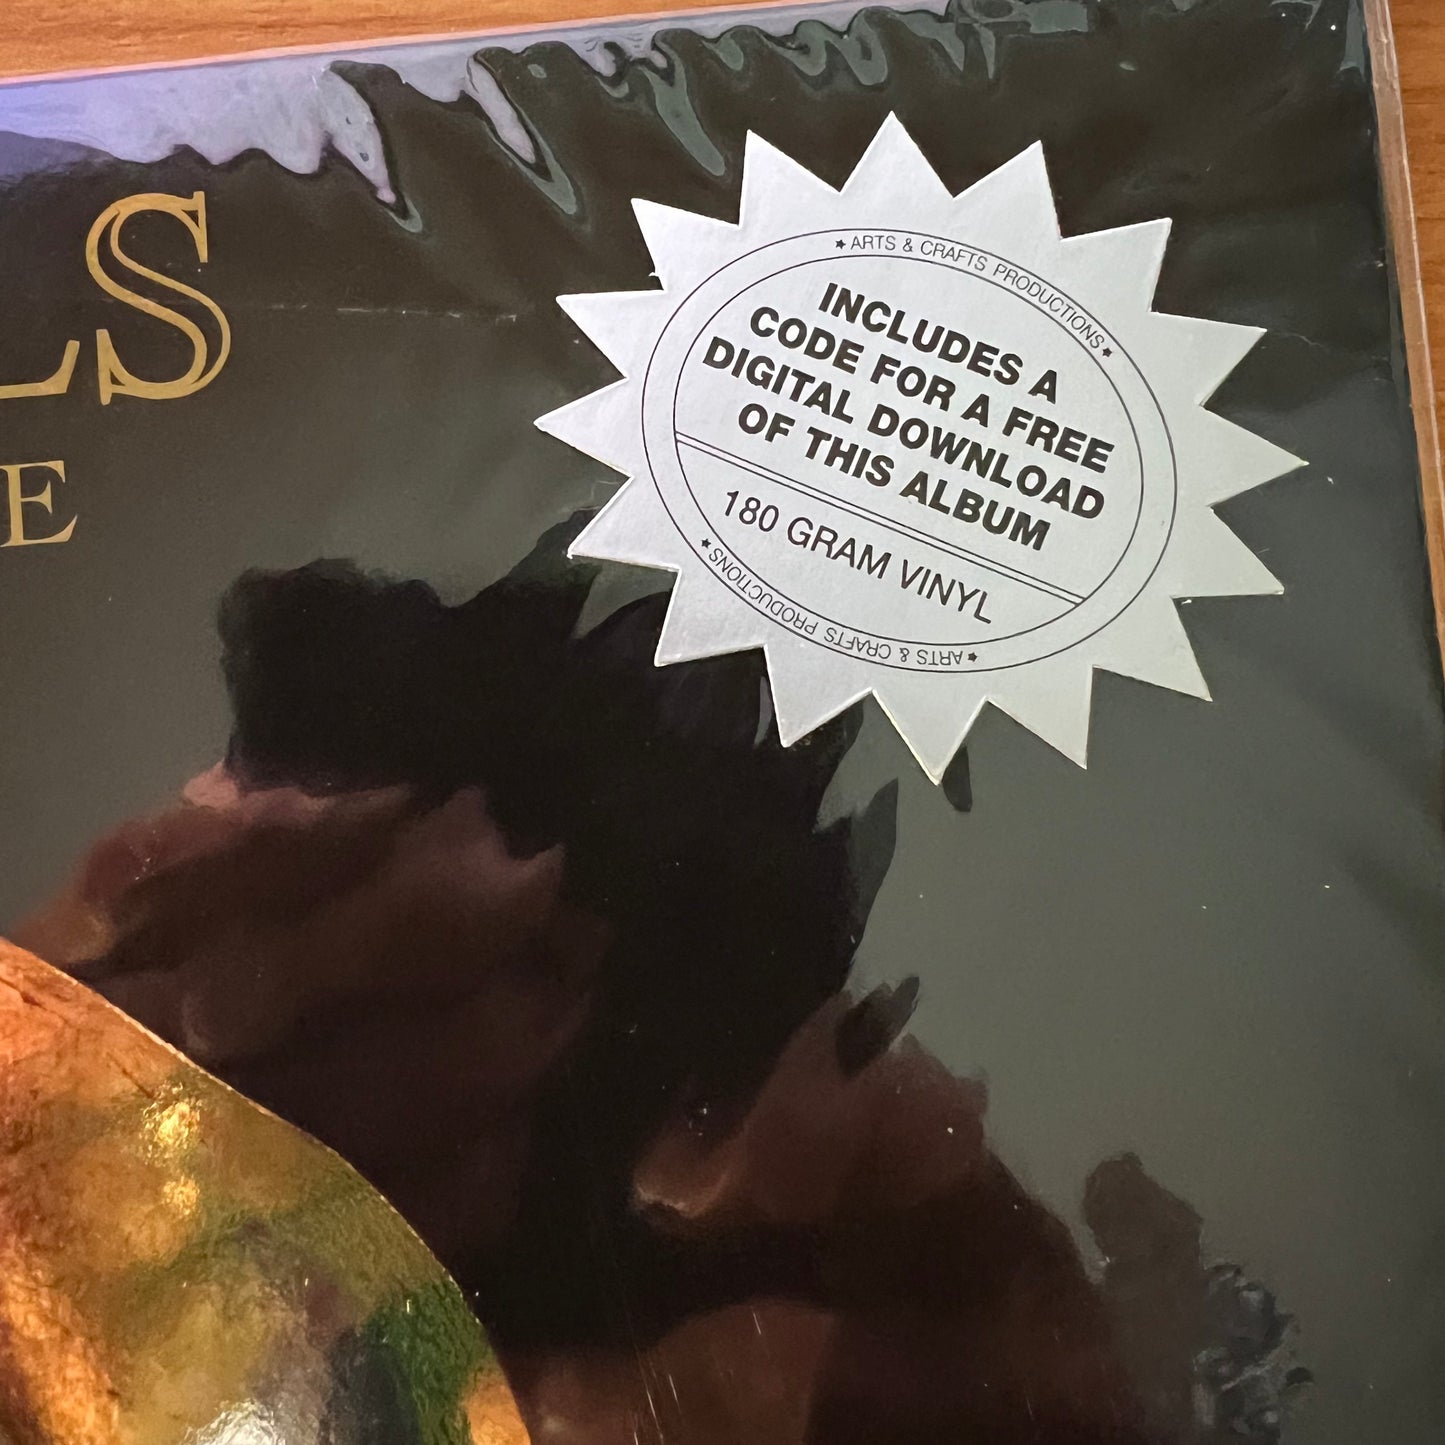 LS
E
★ ARTS & CRAFTS PRODUCTIONS ★
INCLUDES A
CODE FOR A FREE
DIGITAL DOWNLOAD
OF THIS ALBUM
180 GRAM VINYL
★ ARTS & CRAFTS PRODUCTIONS ★